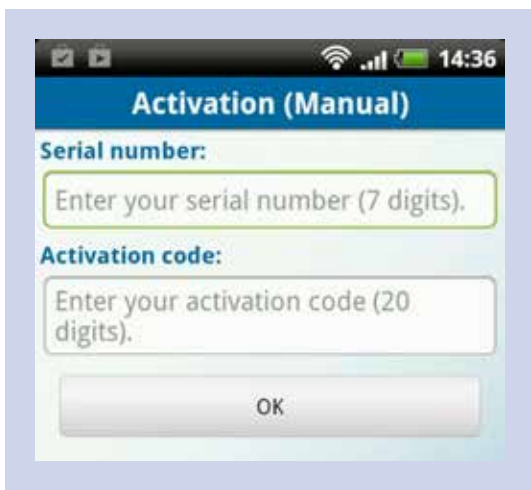 14:36
Activation (Manual)
Serial number:
Enter your serial number (7 digits).
Activation code:
Enter your activation code (20
digits).
OK